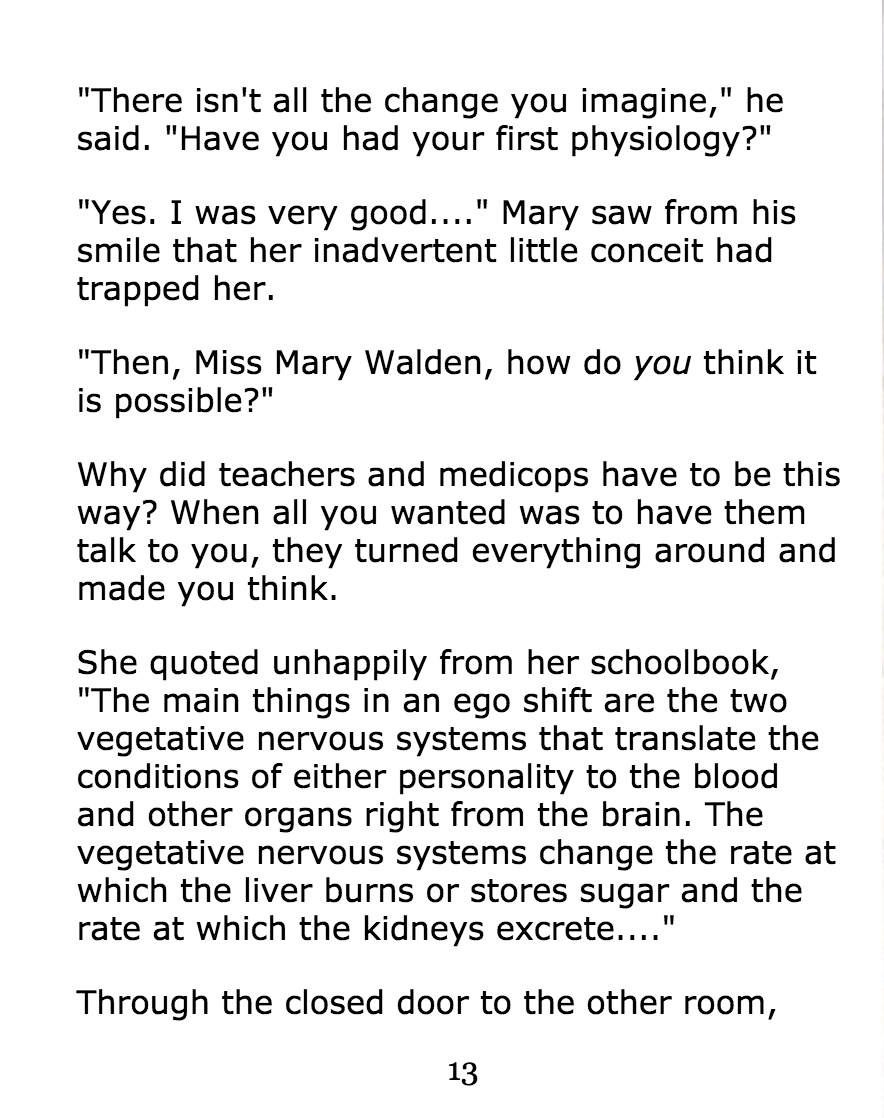 "There isn't all the change you imagine," he
said. "Have you had your first physiology?"
"Yes. I was very good...." Mary saw from his
smile that her inadvertent little conceit had
trapped her.
"Then, Miss Mary Walden, how do you think it
is possible?"
Why did teachers and medicops have to be this
way? When all you wanted was to have them
talk to you, they turned everything around and
made you think.
She quoted unhappily from her schoolbook,
"The main things in an ego shift are the two
vegetative nervous systems that translate the
conditions of either personality to the blood
and other organs right from the brain. The
vegetative nervous systems change the rate at
which the liver burns or stores sugar and the
rate at which the kidneys excrete...."
Through the closed door to the other room,
13